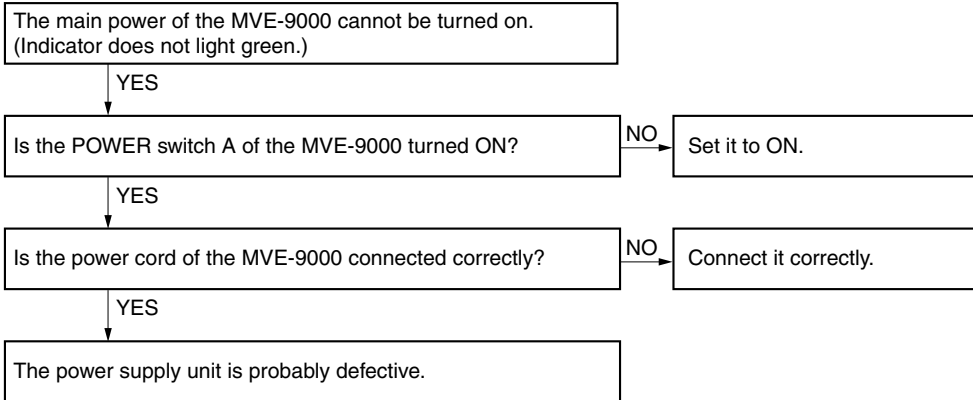 The main power of the MVE-9000 cannot be turned on.
(Indicator does not light green.)
YES
Is the POWER switch A of the MVE-9000 turned ON?
NO
Set it to ON.
YES
Is the power cord of the MVE-9000 connected correctly?
NO
Connect it correctly.
YES
The power supply unit is probably defective.